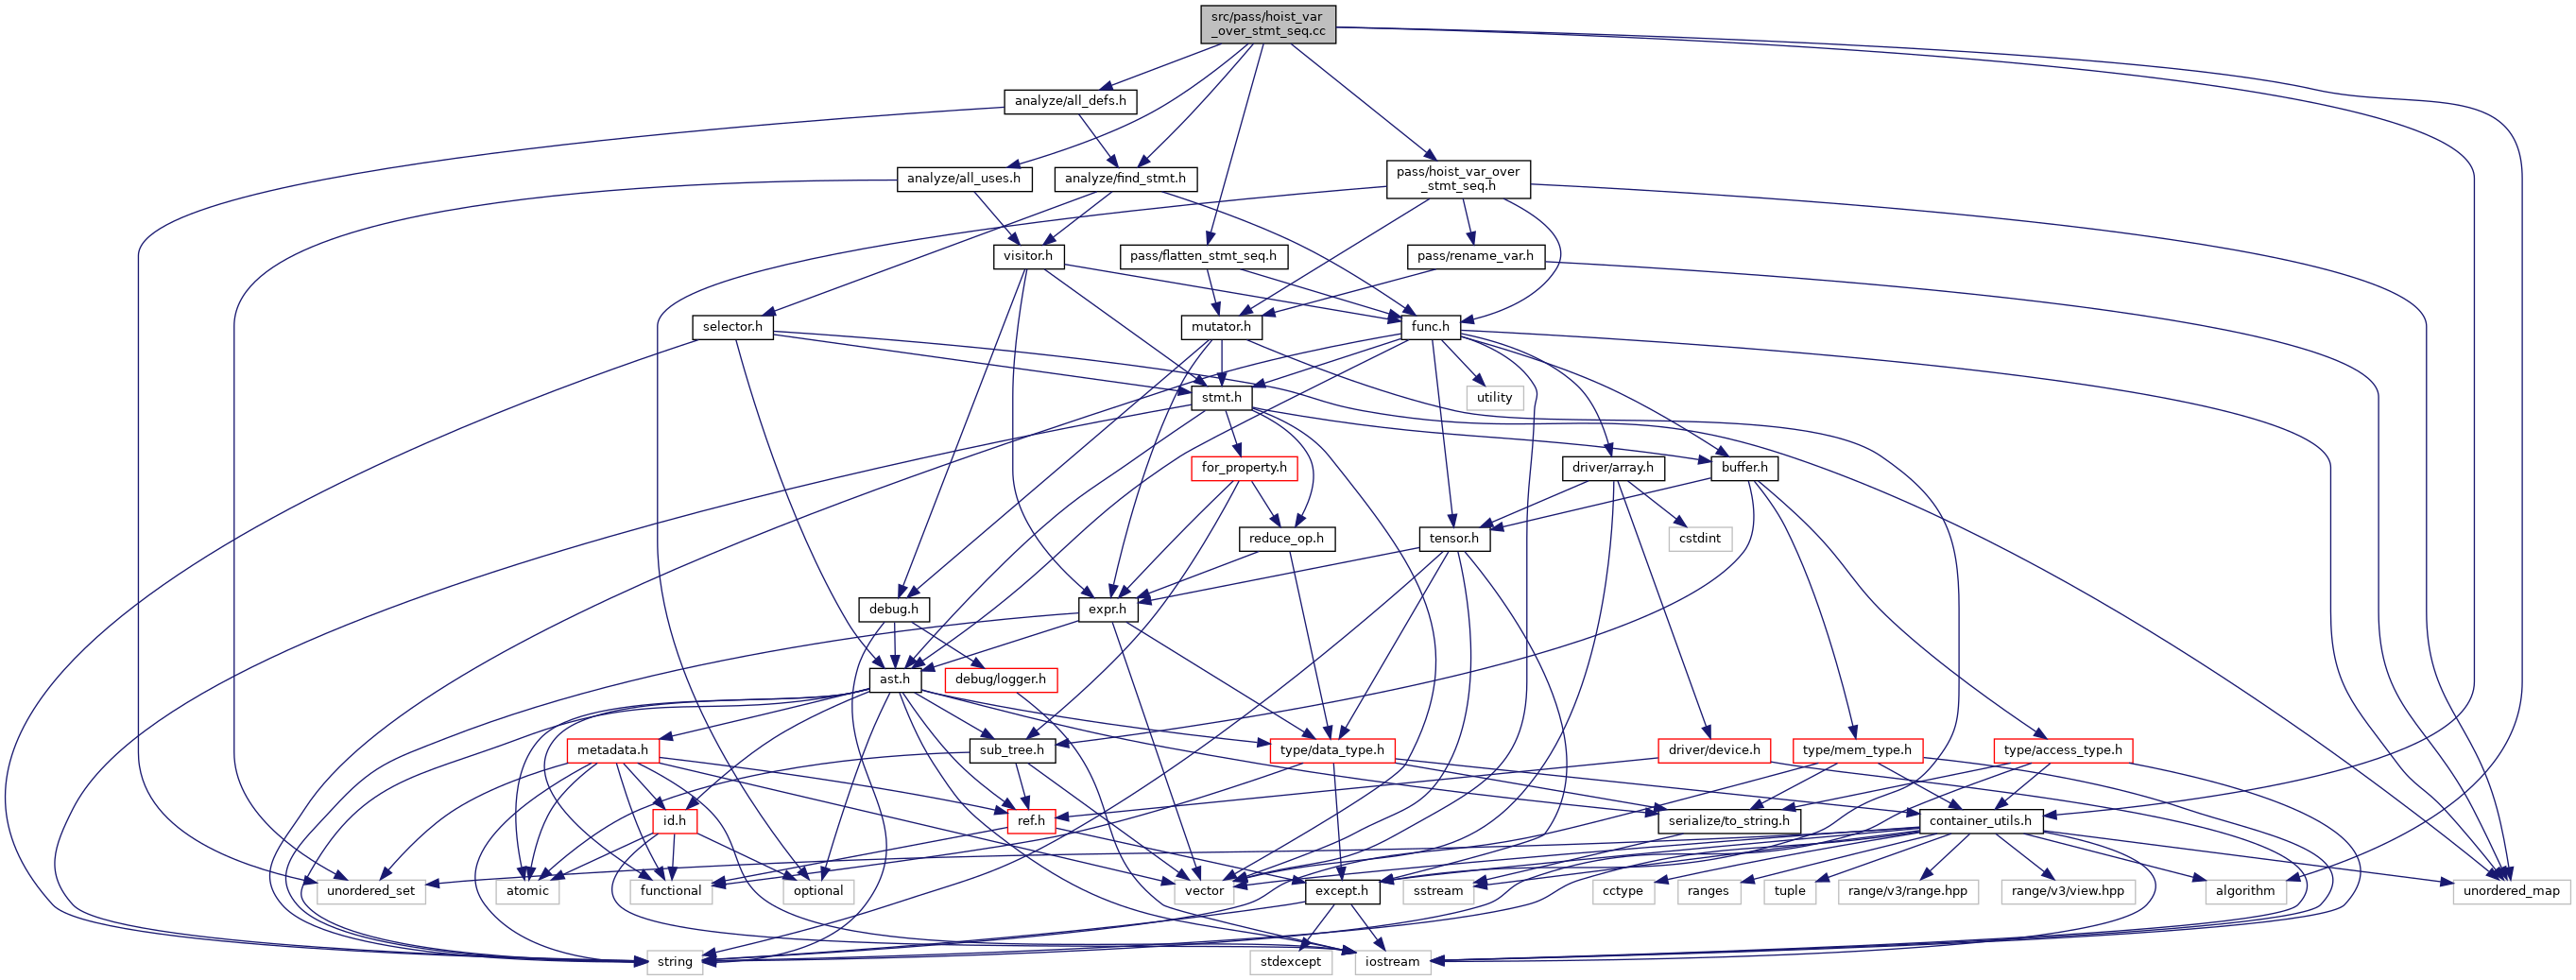 src/pass/hoist_var
_over_stmt_seq.cc
analyze/all_defs.h
analyze/all_uses.h
analyze/find_stmt.h
pass/hoist_var_over
_stmt_seq.h
visitor.h
pass/flatten_stmt_seq.h
pass/rename_var.h
selector.h
mutator.h
func.h
stmt.h
utility
for_property.h
driver/array.h
buffer.h
reduce_op.h
tensor.h
cstdint
debug.h
expr.h
ast.h
debug/logger.h
metadata.h
sub_tree.h
type/data_type.h
driver/device.h
type/mem_type.h
type/access_type.h
id.h
ref.h
serialize/to_string.h
container_utils.h
unordered_set
atomic
functional
optional
vector
except.h
sstream
cctype
ranges
tuple
range/v3/range.hpp
range/v3/view.hpp
algorithm
unordered_map
string
stdexcept
iostream